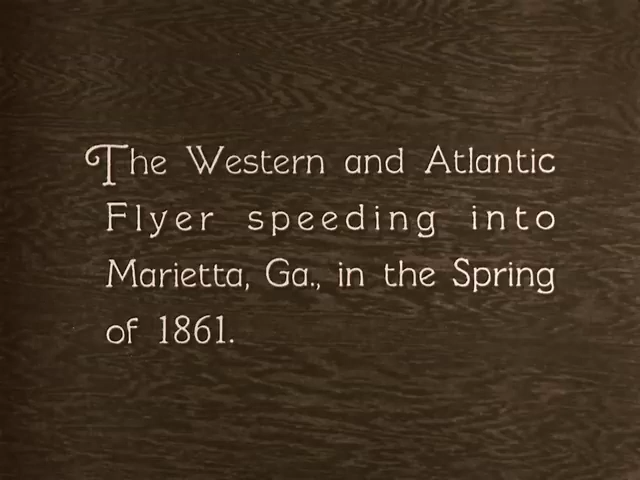 The Western and Atlantic
Flyer speeding into
Marietta, Ga., in the Spring
of 1861.